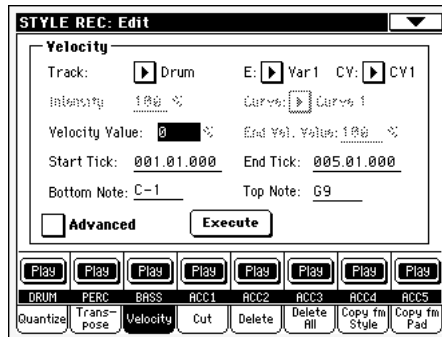 STYLE REC: Edit
Velocity
Track: Drum E: Var1 CV: CV1
Intensity 100 % Curve: Curve 1
Velocity Value: 0 % End Vel. Value: 100 %
Start Tick: 001.01.000 End Tick: 005.01.000
Bottom Note: C-1 Top Note: G9
Advanced Execute
Play Play Play Play Play Play Play Play
DRUM PERC BASS ACC1 ACC2 ACC3 ACC4 ACC5
Quantize Trans-pose Velocity Cut Delete Delete All Copy fm Style Copy fm Pad